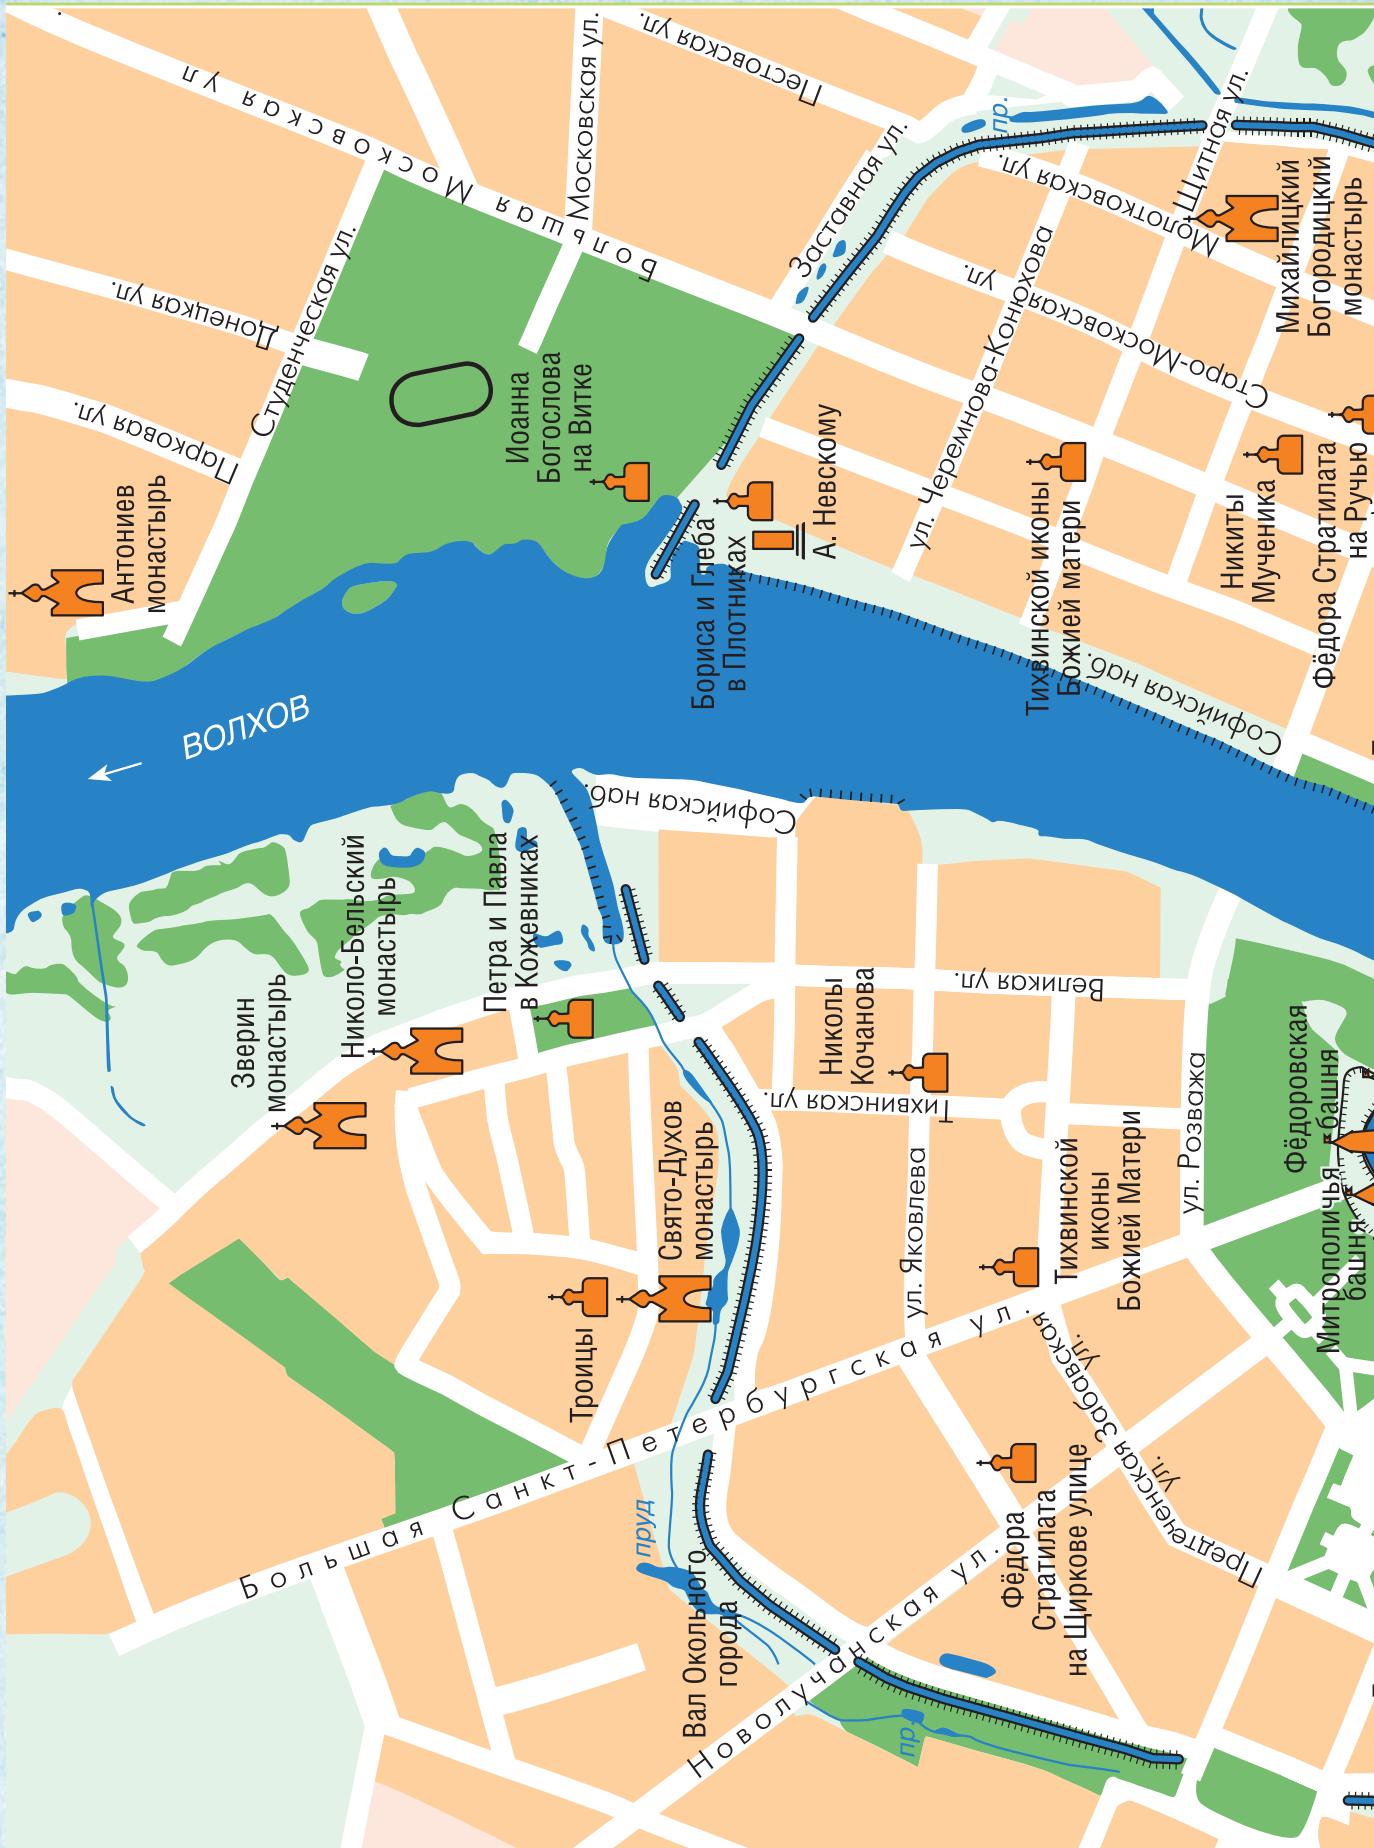 Большая Московская ул
Московская ул.
Пестовская ул.
Заставная ул.
пр.
Молотковская ул.
Щитная ул.
Михайлицкий
Богородицкий
монастырь
Донецкая ул.
Студенческая ул.
Парковая ул.
Антониев
монастырь
Иоанна
Богослова
на Витке
ул. Черемнова-Конюхова
Старо-Московская ул.
Бориса и Глеба
в Плотниках
А. Невскому
Тихвинской иконы
Божией матери
Никиты
Мученика
Фёдора Стратилата
на Ручью
Софийская наб.
ВОЛХОВ
Софийская наб.
Николо-Бельский
монастырь
Петра и Павла
в Кожевниках
Зверин
монастырь
Николы
Кочанова
Великая ул.
Тихвинская ул.
ул. Розважа
Фёдоровская
башня
Митрополичья
башня
Свято-Духов
монастырь
Троицы
ул. Яковлева
Тихвинской
иконы
Божией Матери
Большая Санкт-Петербургская ул.
Забавская
ул.
Предтеченская
ул.
Фёдора
Стратилата
на Щиркове улице
пруд
Вал Окольного
города
Новолучанская ул.
пр.